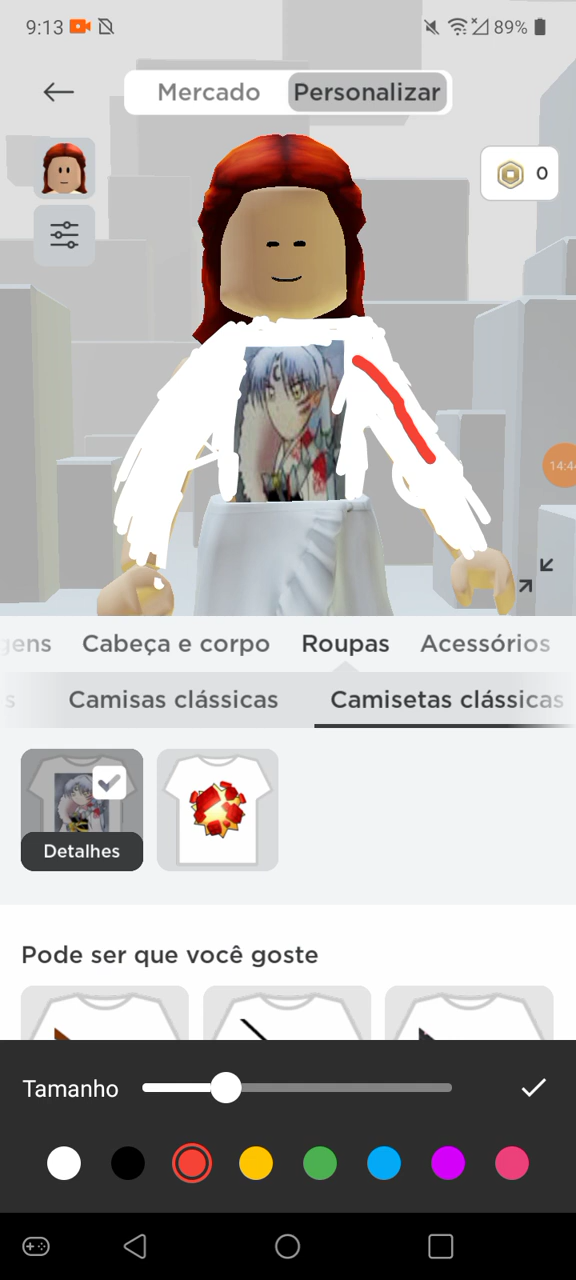 9:13
89%
Mercado
Personalizar
0
14:4
gens
Cabeça e corpo
Roupas
Acessórios
s
Camisas clássicas
Camisetas clássicas
Detalhes
Pode ser que você goste
Tamanho